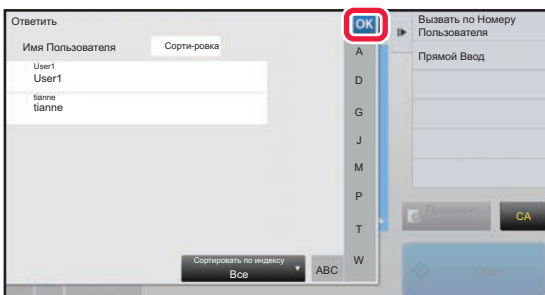 Ответить
OK
Имя Пользователя
Сорти-ровка
User1
User1
tianne
tianne
A
D
G
J
M
P
T
W
Сортировать по индексу
Все
ABC
Вызвать по Номеру
Пользователя
Прямой Ввод
Предварит.
CA
Старт